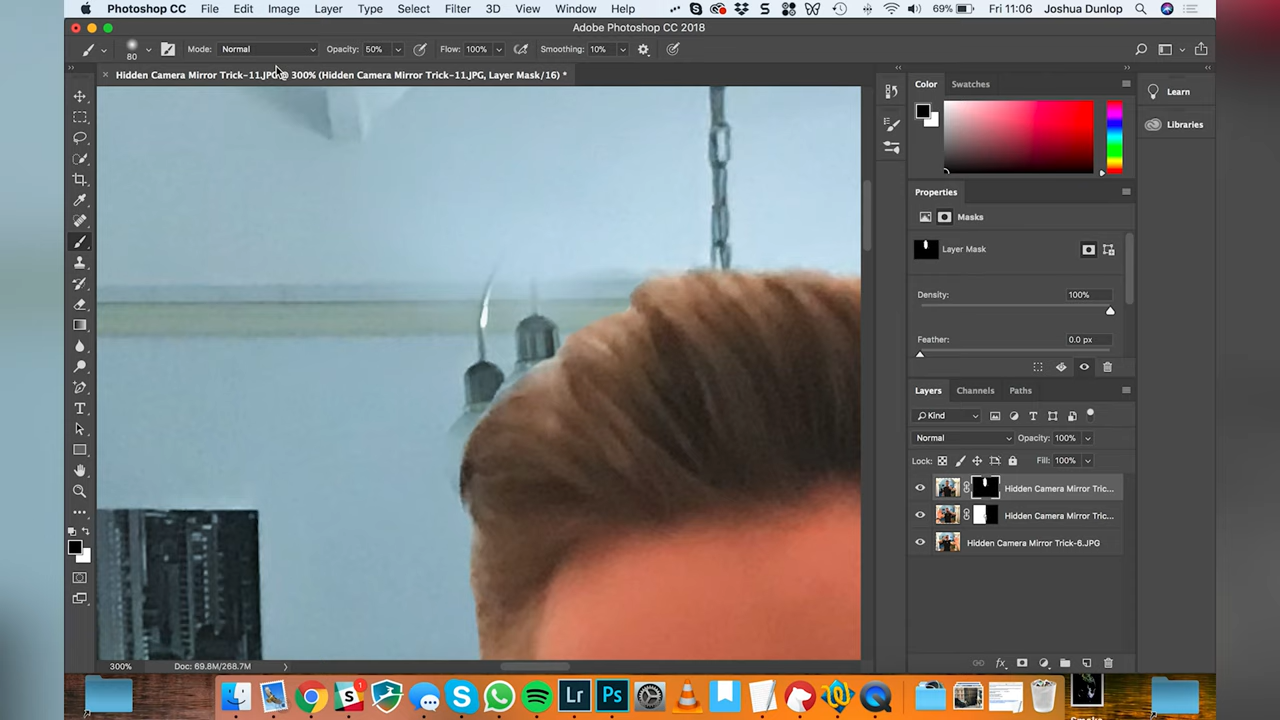 Photoshop CC File Edit Image Layer Type Select Filter 3D View Window Help 69% Fri 11:06 Joshua Dunlop
Adobe Photoshop CC 2018
80 Mode: Normal Opacity: 50% Flow: 100% Smoothing: 10%
Hidden Camera Mirror Trick-11.JPG @ 300% (Hidden Camera Mirror Trick-11.JPG, Layer Mask/16) *
Color Swatches
Learn
Libraries
Properties
Masks
Layer Mask
Density: 100%
Feather: 0.0 px
Layers Channels Paths
Kind
Normal Opacity: 100%
Lock: Fill: 100%
Hidden Camera Mirror Tric...
Hidden Camera Mirror Tric...
Hidden Camera Mirror Trick-6.JPG
300% Doc: 69.8M/268.7M
fx
Lr Ps